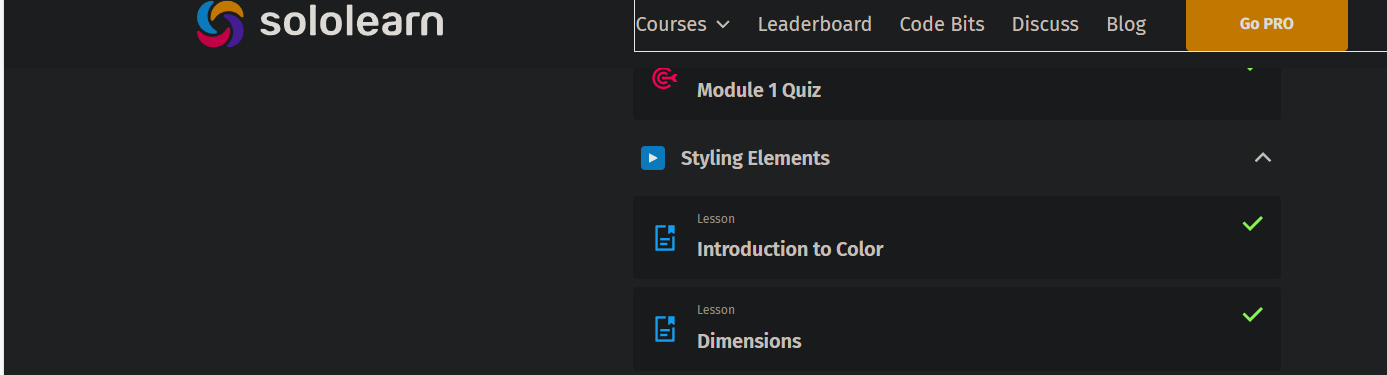 sololearn
Courses Leaderboard Code Bits Discuss Blog Go PRO
Module 1 Quiz
Styling Elements
Lesson
Introduction to Color
Lesson
Dimensions